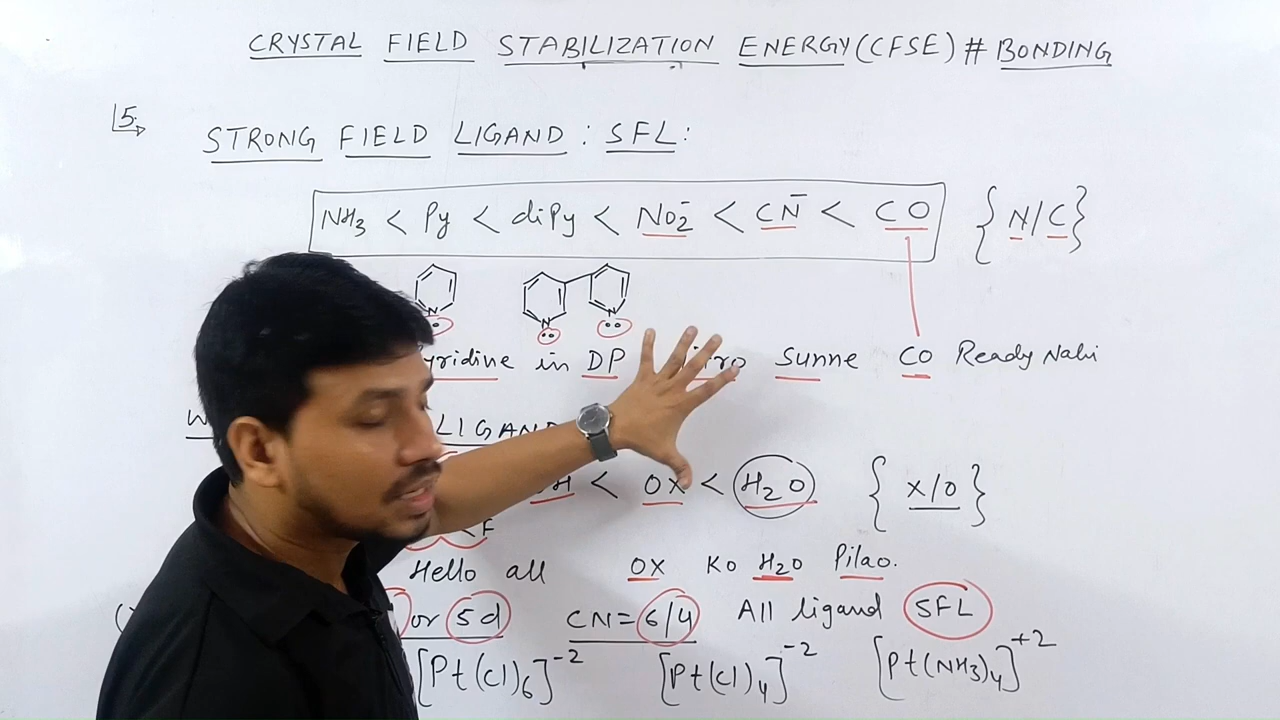 CRYSTAL FIELD STABILIZATION ENERGY(CFSE) # BONDING
5.
STRONG FIELD LIGAND : SFL:
NH₃ < Py < diPy < NO₂⁻ < CN⁻ < CO { N/C }
N N N
in DP Sunne CO Ready Nahi
LIGAND
< OX < H₂O { X/O }
< F
Hello all OX KO H₂O Pilao.
or 5d CN = 6/4 All ligand SFL
[Pt(Cl)₆]⁻² [Pt(Cl)₄]⁻² [Pt(NH₃)₄]⁺²